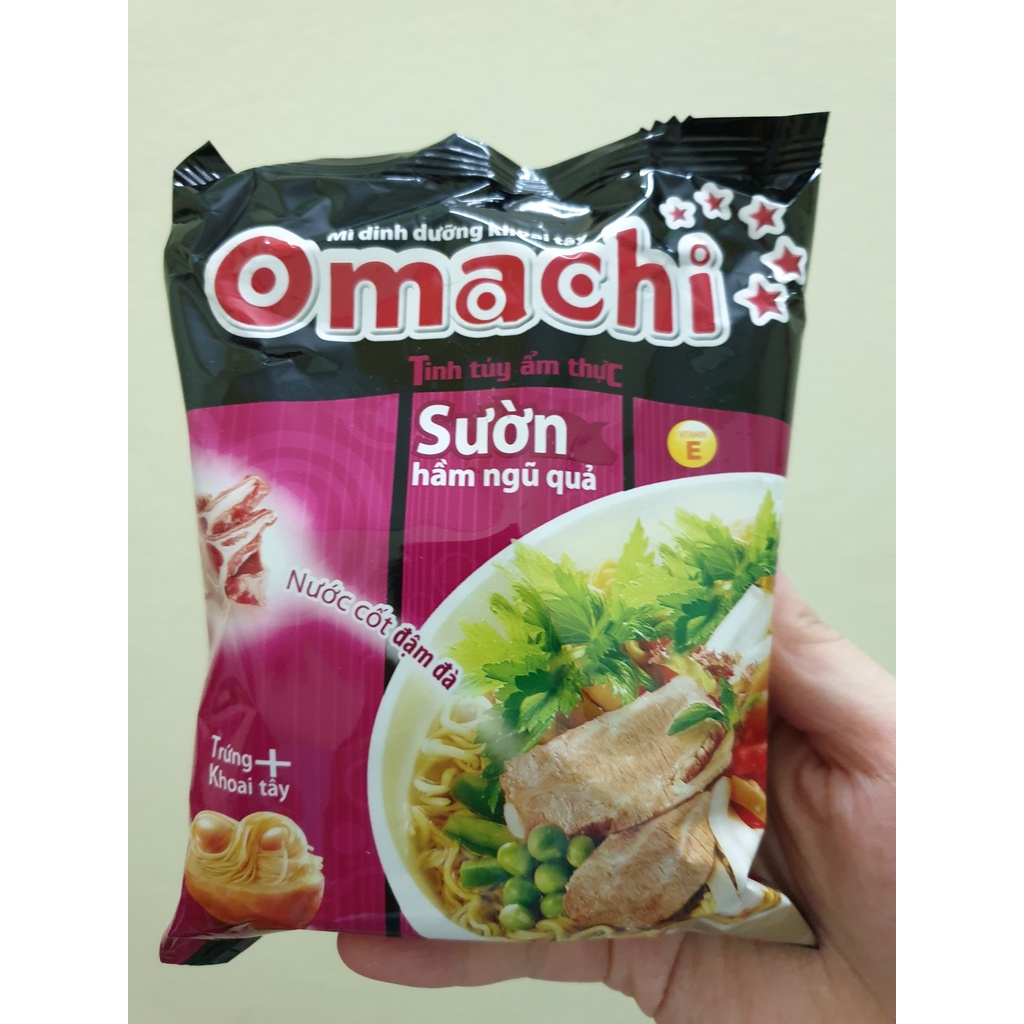 Mì dinh dưỡng khoai tây
Omachi
Tinh túy ẩm thực
Sườn
hầm ngũ quả
VITAMIN
E
Nước cốt đậm đà
Trứng +
Khoai tây